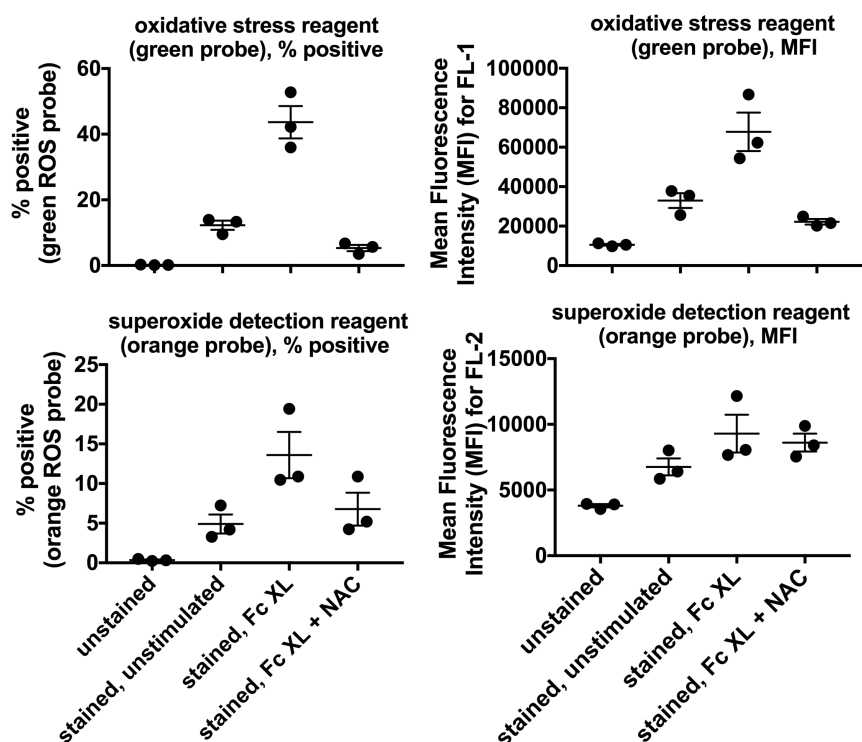 oxidative stress reagent
(green probe), % positive
% positive
(green ROS probe)
60
40
20
0
oxidative stress reagent
(green probe), MFI
Mean Fluorescence
Intensity (MFI) for FL-1
100000
80000
60000
40000
20000
0
superoxide detection reagent
(orange probe), % positive
% positive
(orange ROS probe)
25
20
15
10
5
0
unstained
stained, unstimulated
stained, Fc XL
stained, Fc XL + NAC
superoxide detection reagent
(orange probe), MFI
Mean Fluorescence
Intensity (MFI) for FL-2
15000
10000
5000
0
unstained
stained, unstimulated
stained, Fc XL
stained, Fc XL + NAC